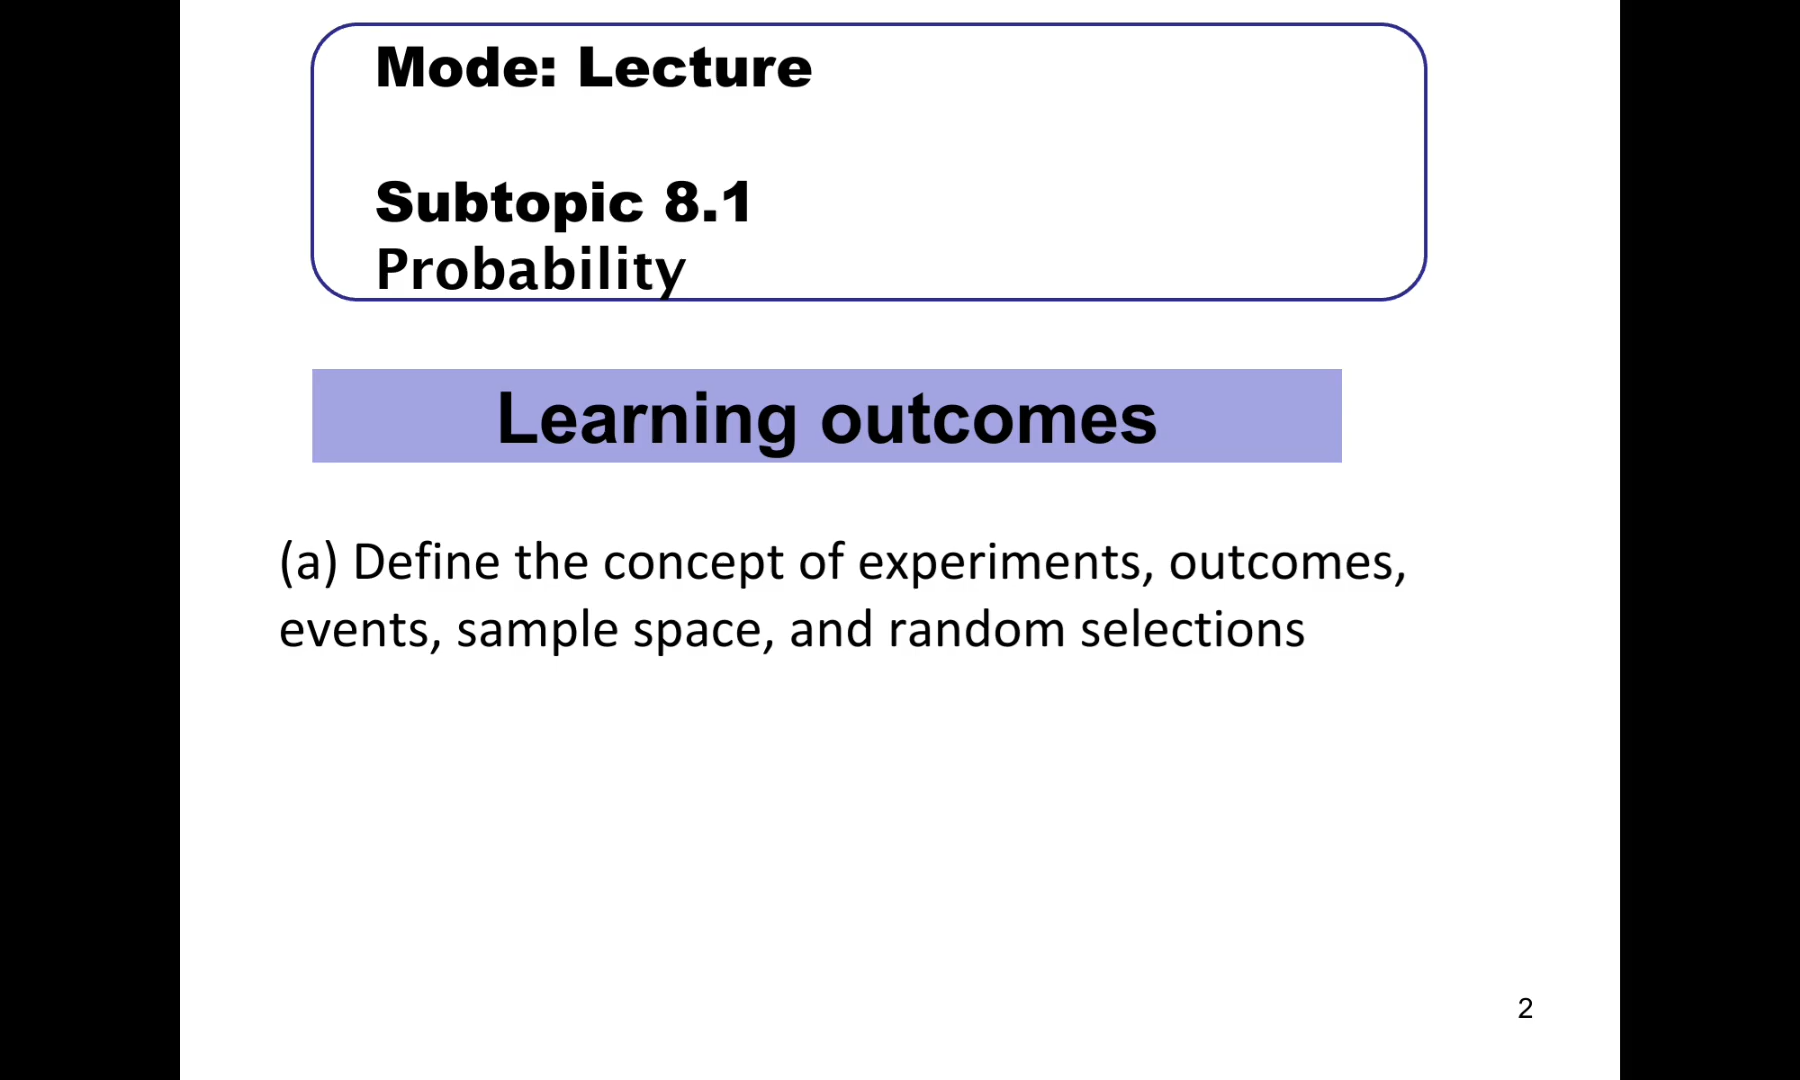 Mode: Lecture
Subtopic 8.1
Probability
Learning outcomes
(a) Define the concept of experiments, outcomes,
events, sample space, and random selections
2